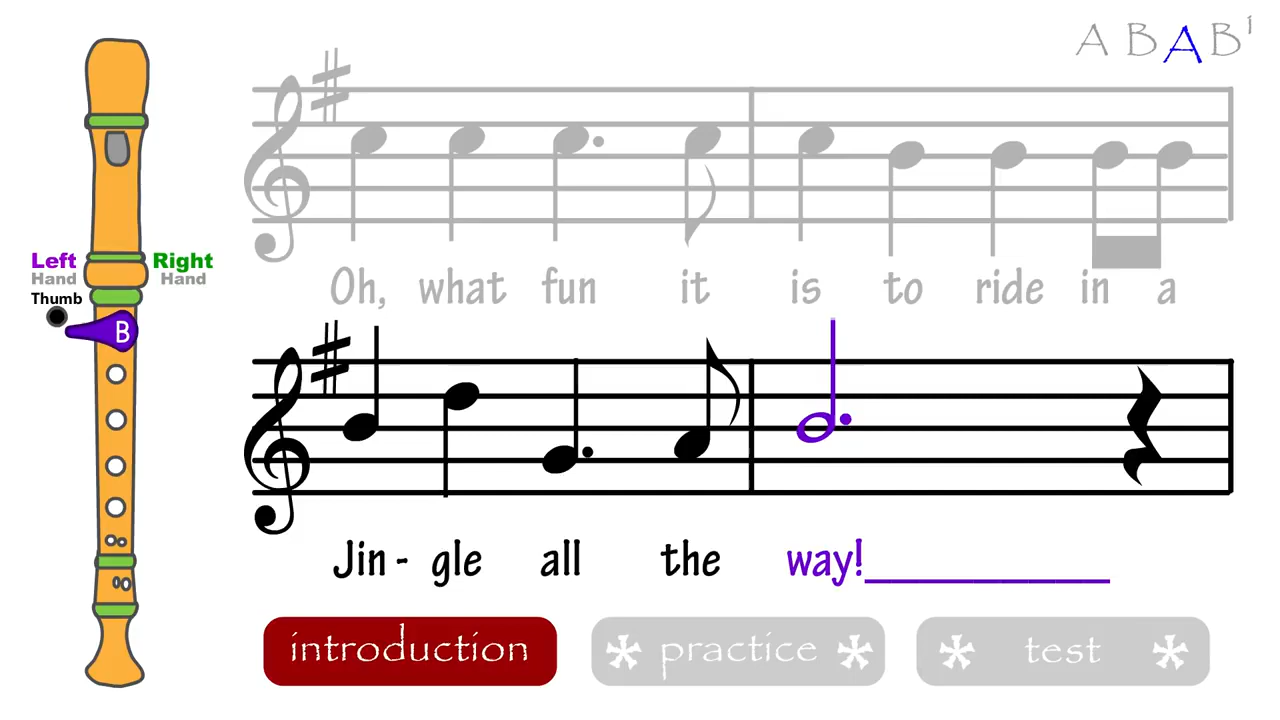 A B A B¹
Left Right
Hand Hand
Thumb
B
Oh, what fun it is to ride in a
Jin - gle all the way!__________
introduction * practice * * test *